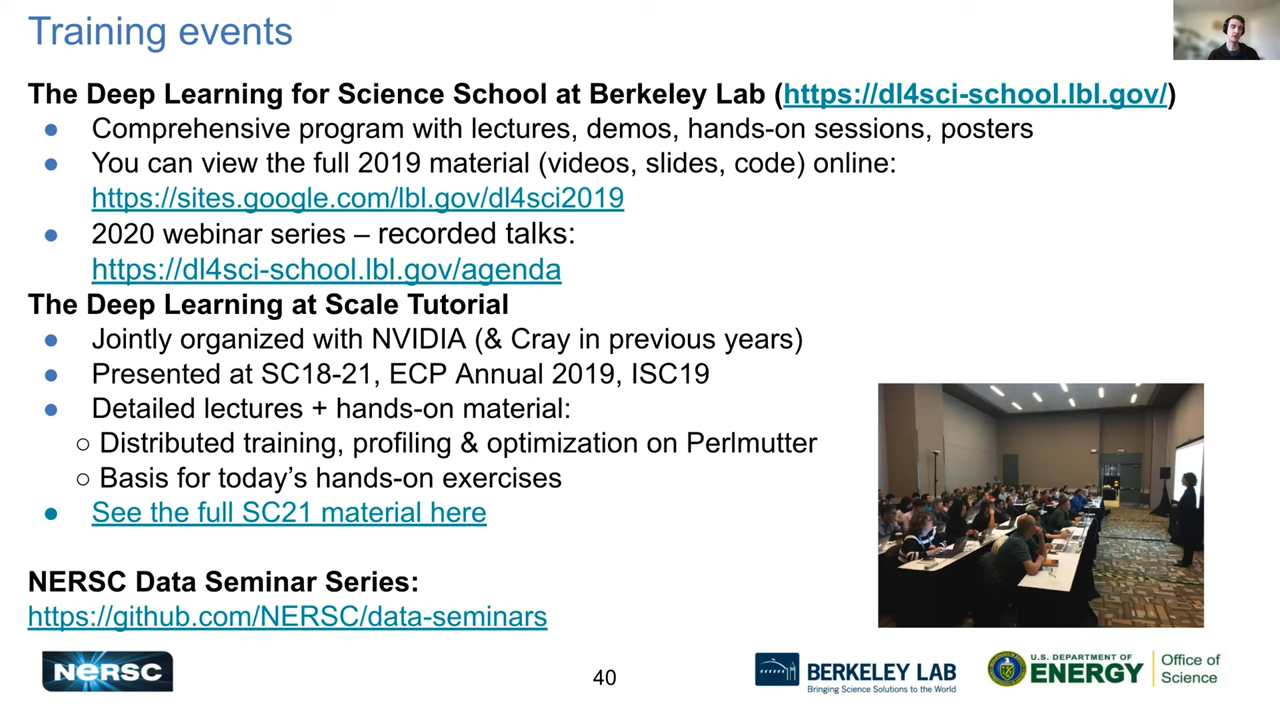 Training events
The Deep Learning for Science School at Berkeley Lab (https://dl4sci-school.lbl.gov/)
● Comprehensive program with lectures, demos, hands-on sessions, posters
● You can view the full 2019 material (videos, slides, code) online:
https://sites.google.com/lbl.gov/dl4sci2019
● 2020 webinar series – recorded talks:
https://dl4sci-school.lbl.gov/agenda
The Deep Learning at Scale Tutorial
● Jointly organized with NVIDIA (& Cray in previous years)
● Presented at SC18-21, ECP Annual 2019, ISC19
● Detailed lectures + hands-on material:
○ Distributed training, profiling & optimization on Perlmutter
○ Basis for today's hands-on exercises
● See the full SC21 material here
NERSC Data Seminar Series:
https://github.com/NERSC/data-seminars
NERSC
40
BERKELEY LAB
Bringing Science Solutions to the World
U.S. DEPARTMENT OF
ENERGY
Office of
Science